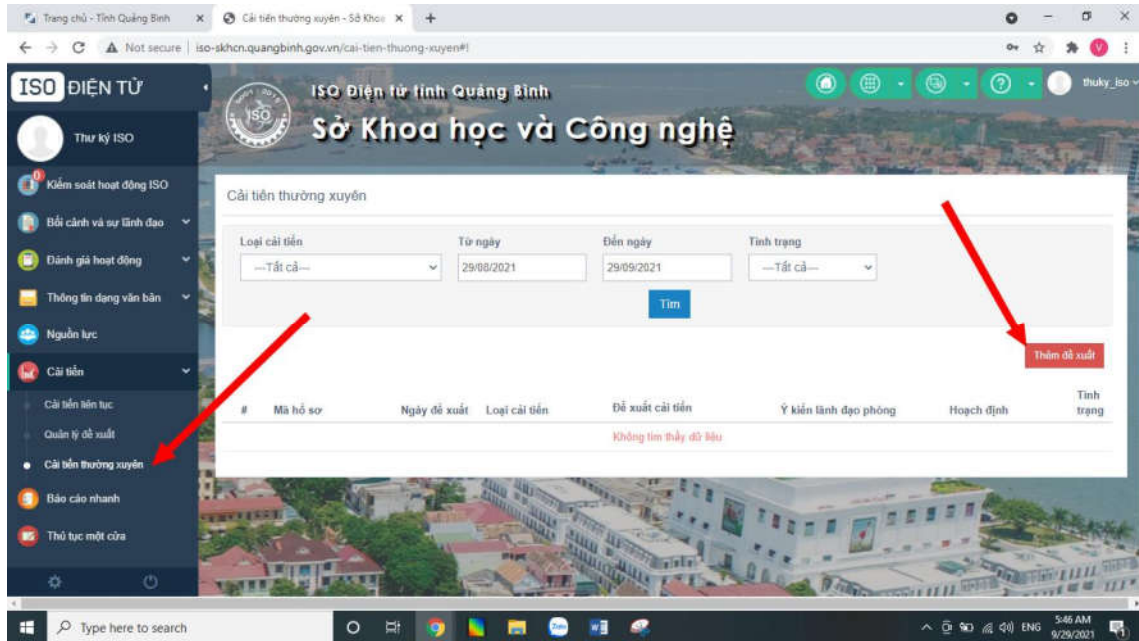 Trang chủ - Tỉnh Quảng Bình
Cải tiến thường xuyên - Sở Khoa
Not secure | iso-skhcn.quangbinh.gov.vn/cai-tien-thuong-xuyen#!
V
ISO ĐIỆN TỬ
ISO Điện tử tỉnh Quảng Bình
thuky_iso
ISO
Sở Khoa học và Công nghệ
Thư ký ISO
0
Kiểm soát hoạt động ISO
Bối cảnh và sự lãnh đạo
Đánh giá hoạt động
Thông tin dạng văn bản
Nguồn lực
Cải tiến
Cải tiến liên tục
Quản lý đề xuất
Cải tiến thường xuyên
Báo cáo nhanh
Thủ tục một cửa
Cải tiến thường xuyên
Loại cải tiến
Từ ngày
Đến ngày
Tình trạng
---Tất cả---
29/08/2021
29/09/2021
---Tất cả---
Tìm
Thêm đề xuất
# Mã hồ sơ Ngày đề xuất Loại cải tiến Đề xuất cải tiến Ý kiến lãnh đạo phòng Hoạch định Tình trạng
Không tìm thấy dữ liệu
Type here to search
Zalo
ENG
5:46 AM
9/29/2021